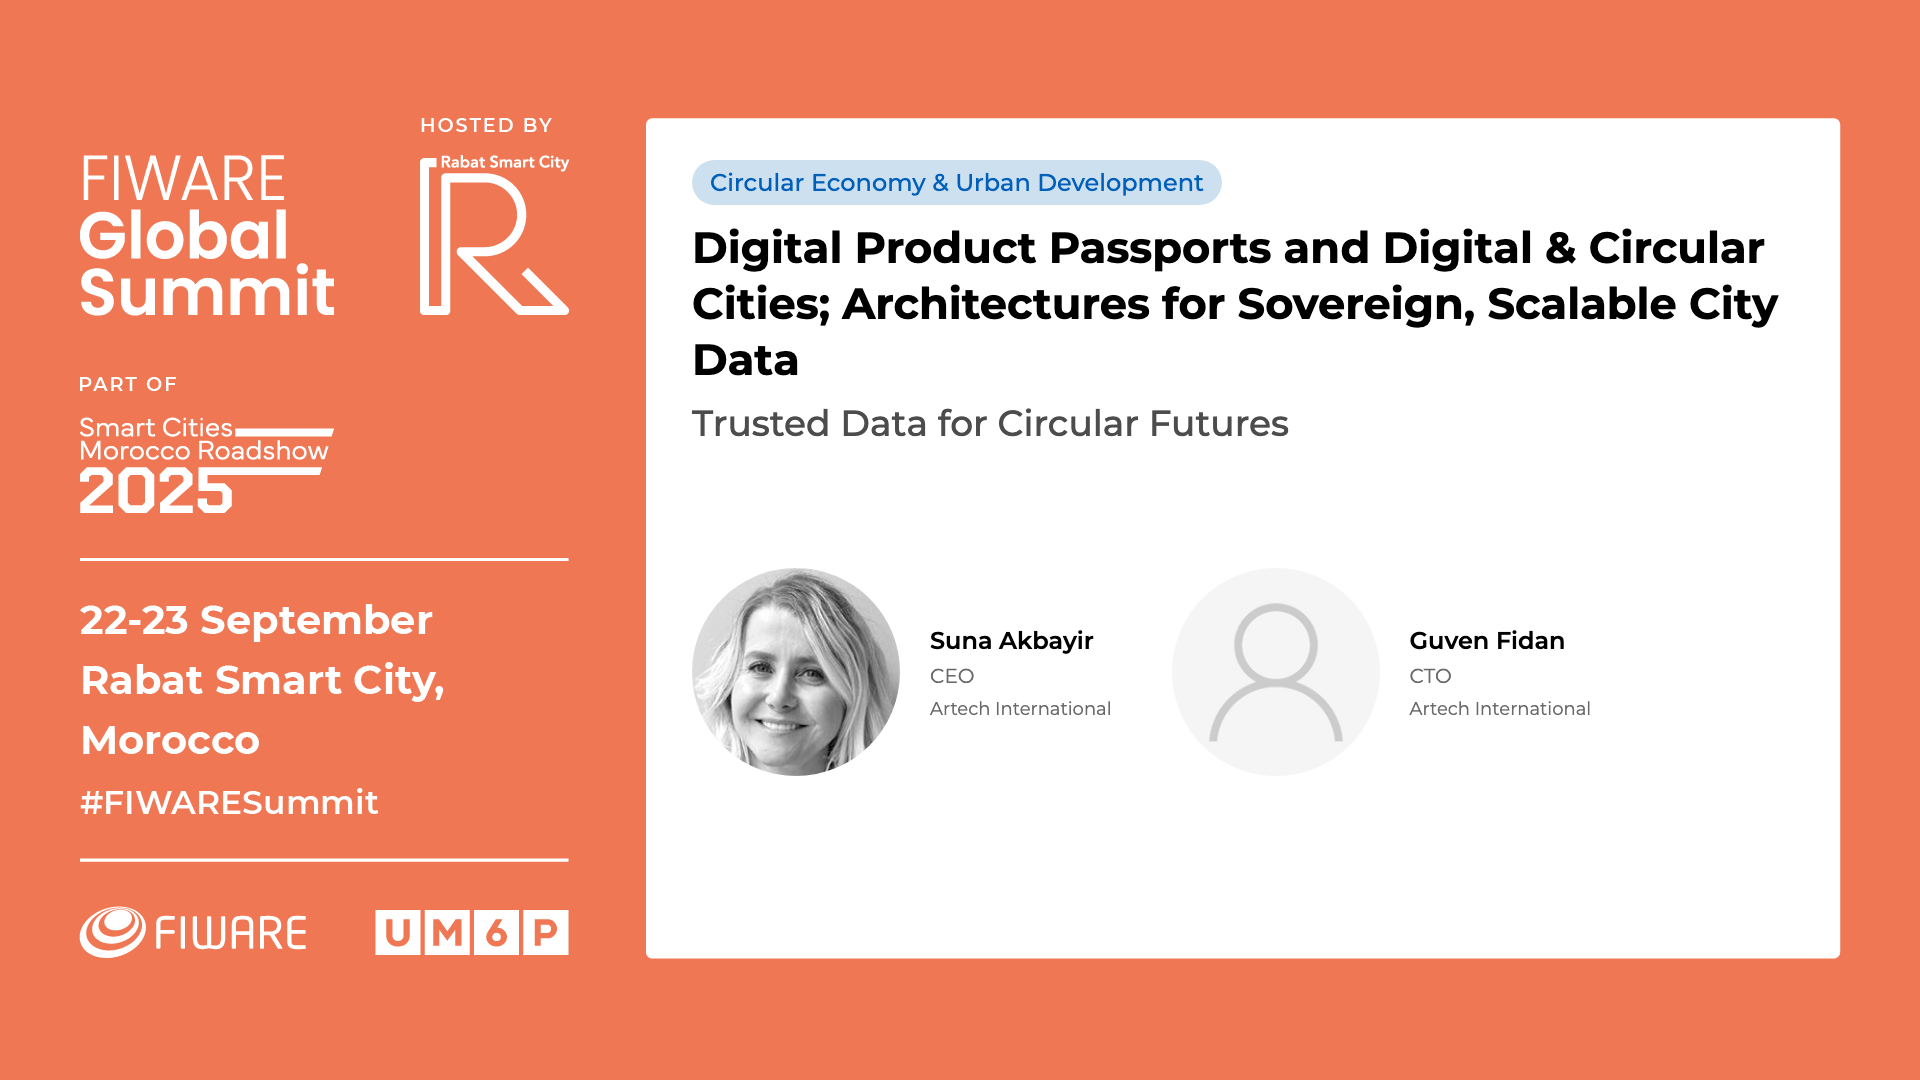 FIWARE
Global
Summit
HOSTED BY
Rabat Smart City
R
PART OF
Smart Cities
Morocco Roadshow
2025
22-23 September
Rabat Smart City,
Morocco
#FIWARESummit
FIWARE
UM6P
Circular Economy & Urban Development
Digital Product Passports and Digital & Circular
Cities; Architectures for Sovereign, Scalable City
Data
Trusted Data for Circular Futures
Suna Akbayir
CEO
Artech International
Guven Fidan
CTO
Artech International